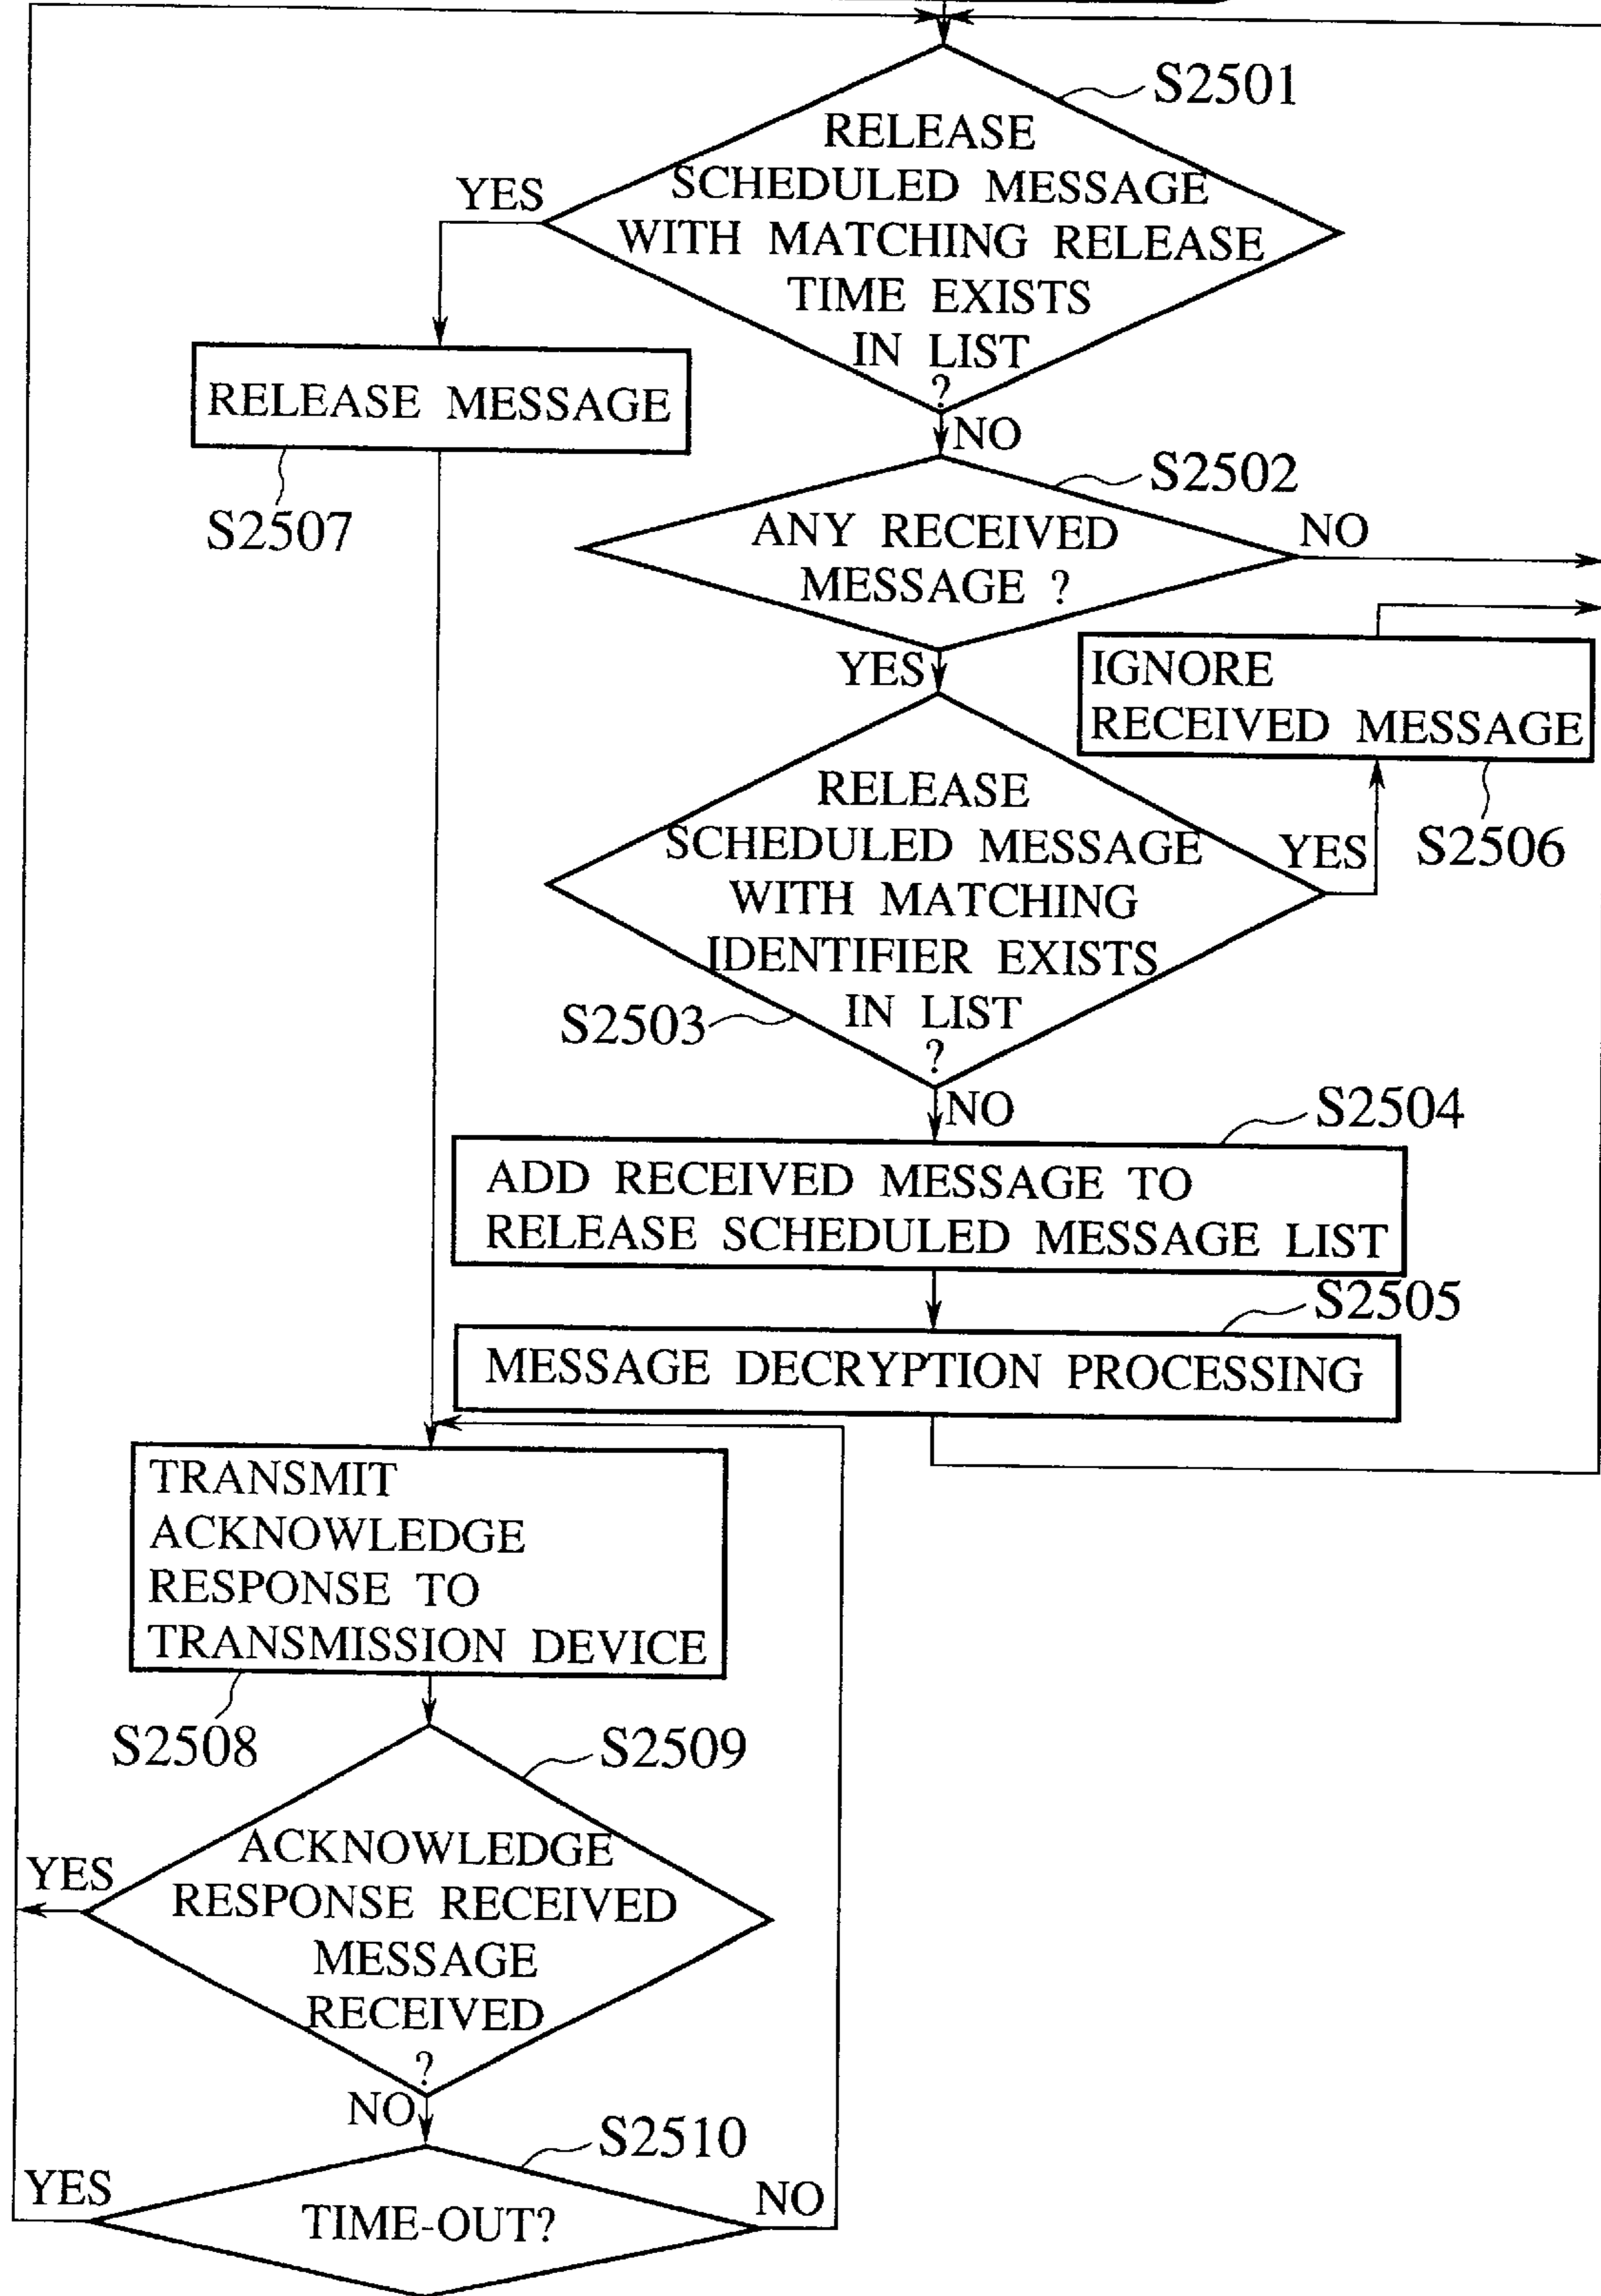 S2501
RELEASE
SCHEDULED MESSAGE
WITH MATCHING RELEASE
TIME EXISTS
IN LIST
?
YES
RELEASE MESSAGE
S2507
NO
S2502
ANY RECEIVED
MESSAGE ?
NO
YES
IGNORE
RECEIVED MESSAGE
S2506
RELEASE
SCHEDULED MESSAGE
WITH MATCHING
IDENTIFIER EXISTS
IN LIST
?
YES
S2503
NO
S2504
ADD RECEIVED MESSAGE TO
RELEASE SCHEDULED MESSAGE LIST
S2505
MESSAGE DECRYPTION PROCESSING
TRANSMIT
ACKNOWLEDGE
RESPONSE TO
TRANSMISSION DEVICE
S2508
S2509
ACKNOWLEDGE
RESPONSE RECEIVED
MESSAGE
RECEIVED
?
YES
NO
S2510
YES
TIME-OUT?
NO